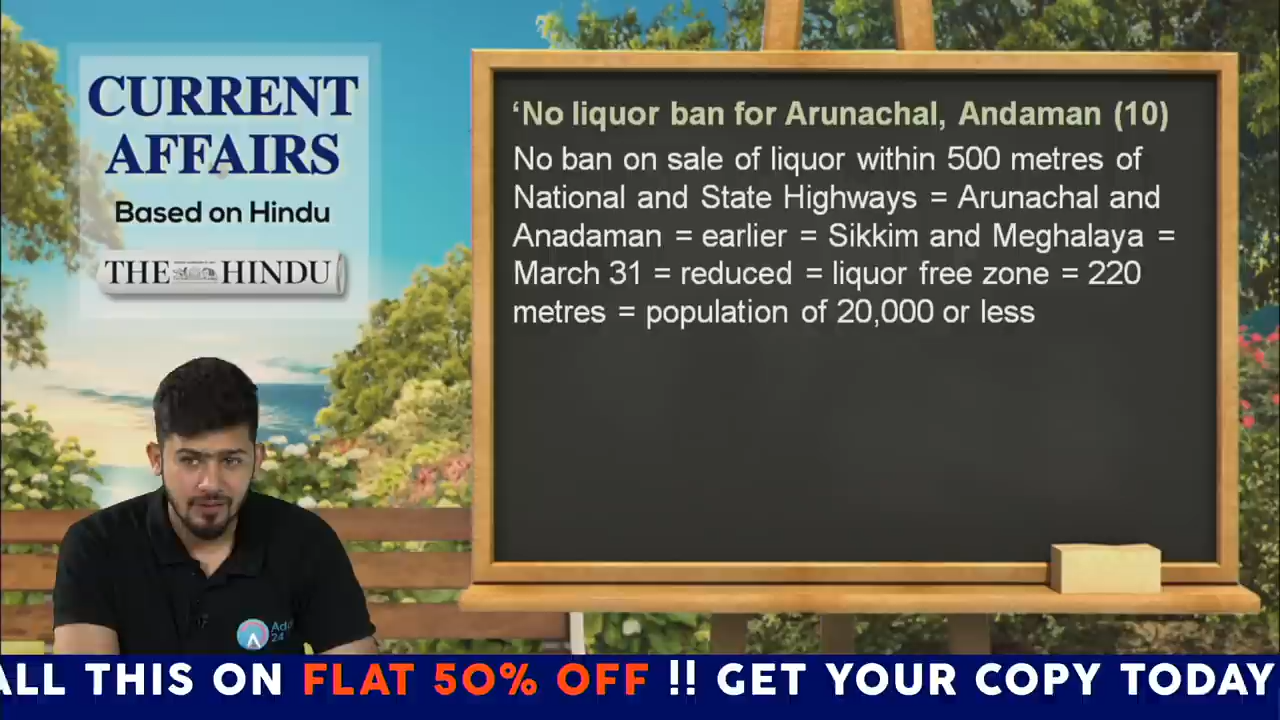 CURRENT
AFFAIRS
Based on Hindu
THE HINDU
‘No liquor ban for Arunachal, Andaman (10)
No ban on sale of liquor within 500 metres of
National and State Highways = Arunachal and
Anadaman = earlier = Sikkim and Meghalaya =
March 31 = reduced = liquor free zone = 220
metres = population of 20,000 or less
24
ALL THIS ON FLAT 50% OFF !! GET YOUR COPY TODAY